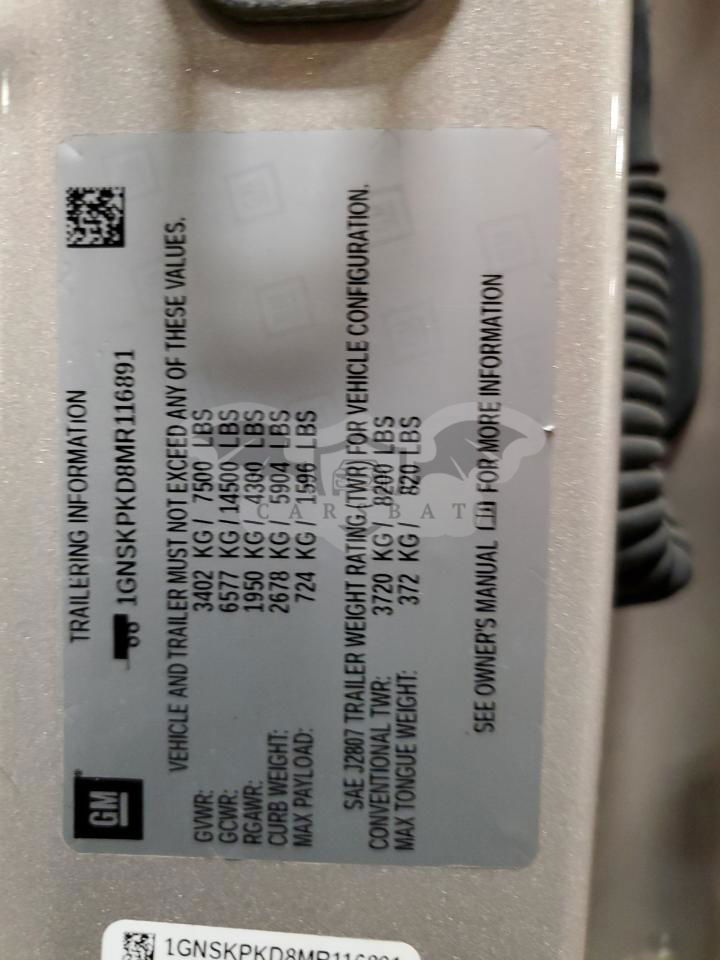 GM
TRAILERING INFORMATION
1GNSKPKD8MR116891
VEHICLE AND TRAILER MUST NOT EXCEED ANY OF THESE VALUES.
GVWR: 3402 KG / 7500 LBS
GCWR: 6577 KG / 14500 LBS
RGAWR: 1950 KG / 4300 LBS
CURB WEIGHT: 2678 KG / 5904 LBS
MAX PAYLOAD: 724 KG / 1596 LBS
SAE J2807 TRAILER WEIGHT RATING (TWR) FOR VEHICLE CONFIGURATION.
CONVENTIONAL TWR: 3720 KG / 8200 LBS
MAX TONGUE WEIGHT: 372 KG / 820 LBS
SEE OWNER'S MANUAL FOR MORE INFORMATION
1GNSKPKD8MR116891
CAR BAT